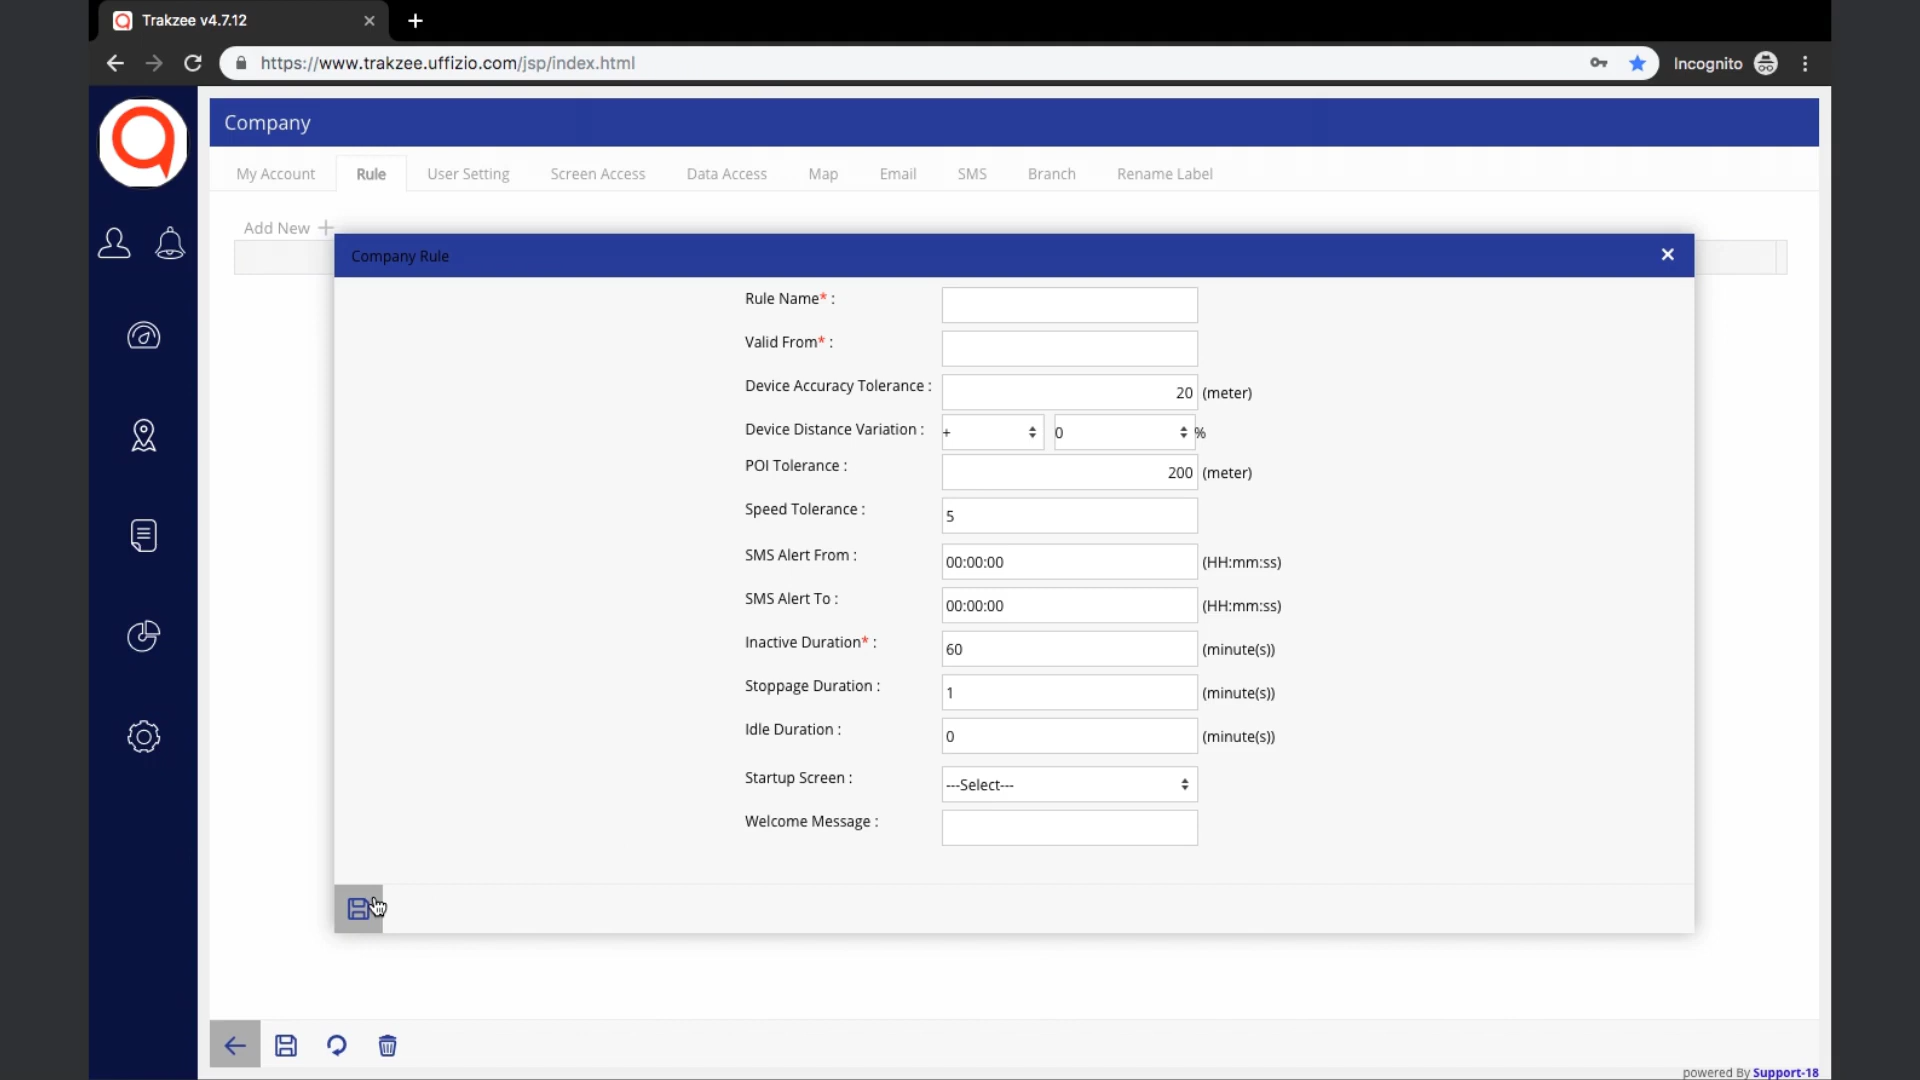 Trakzee v4.7.12
https://www.trakzee.uffizio.com/jsp/index.html
Incognito
Company
My Account Rule User Setting Screen Access Data Access Map Email SMS Branch Rename Label
Add New +
Company Rule
Rule Name* :
Valid From* :
Device Accuracy Tolerance : 20 (meter)
Device Distance Variation : + 0 %
POI Tolerance : 200 (meter)
Speed Tolerance : 5
SMS Alert From : 00:00:00 (HH:mm:ss)
SMS Alert To : 00:00:00 (HH:mm:ss)
Inactive Duration* : 60 (minute(s))
Stoppage Duration : 1 (minute(s))
Idle Duration : 0 (minute(s))
Startup Screen : ---Select---
Welcome Message :
powered By Support-18